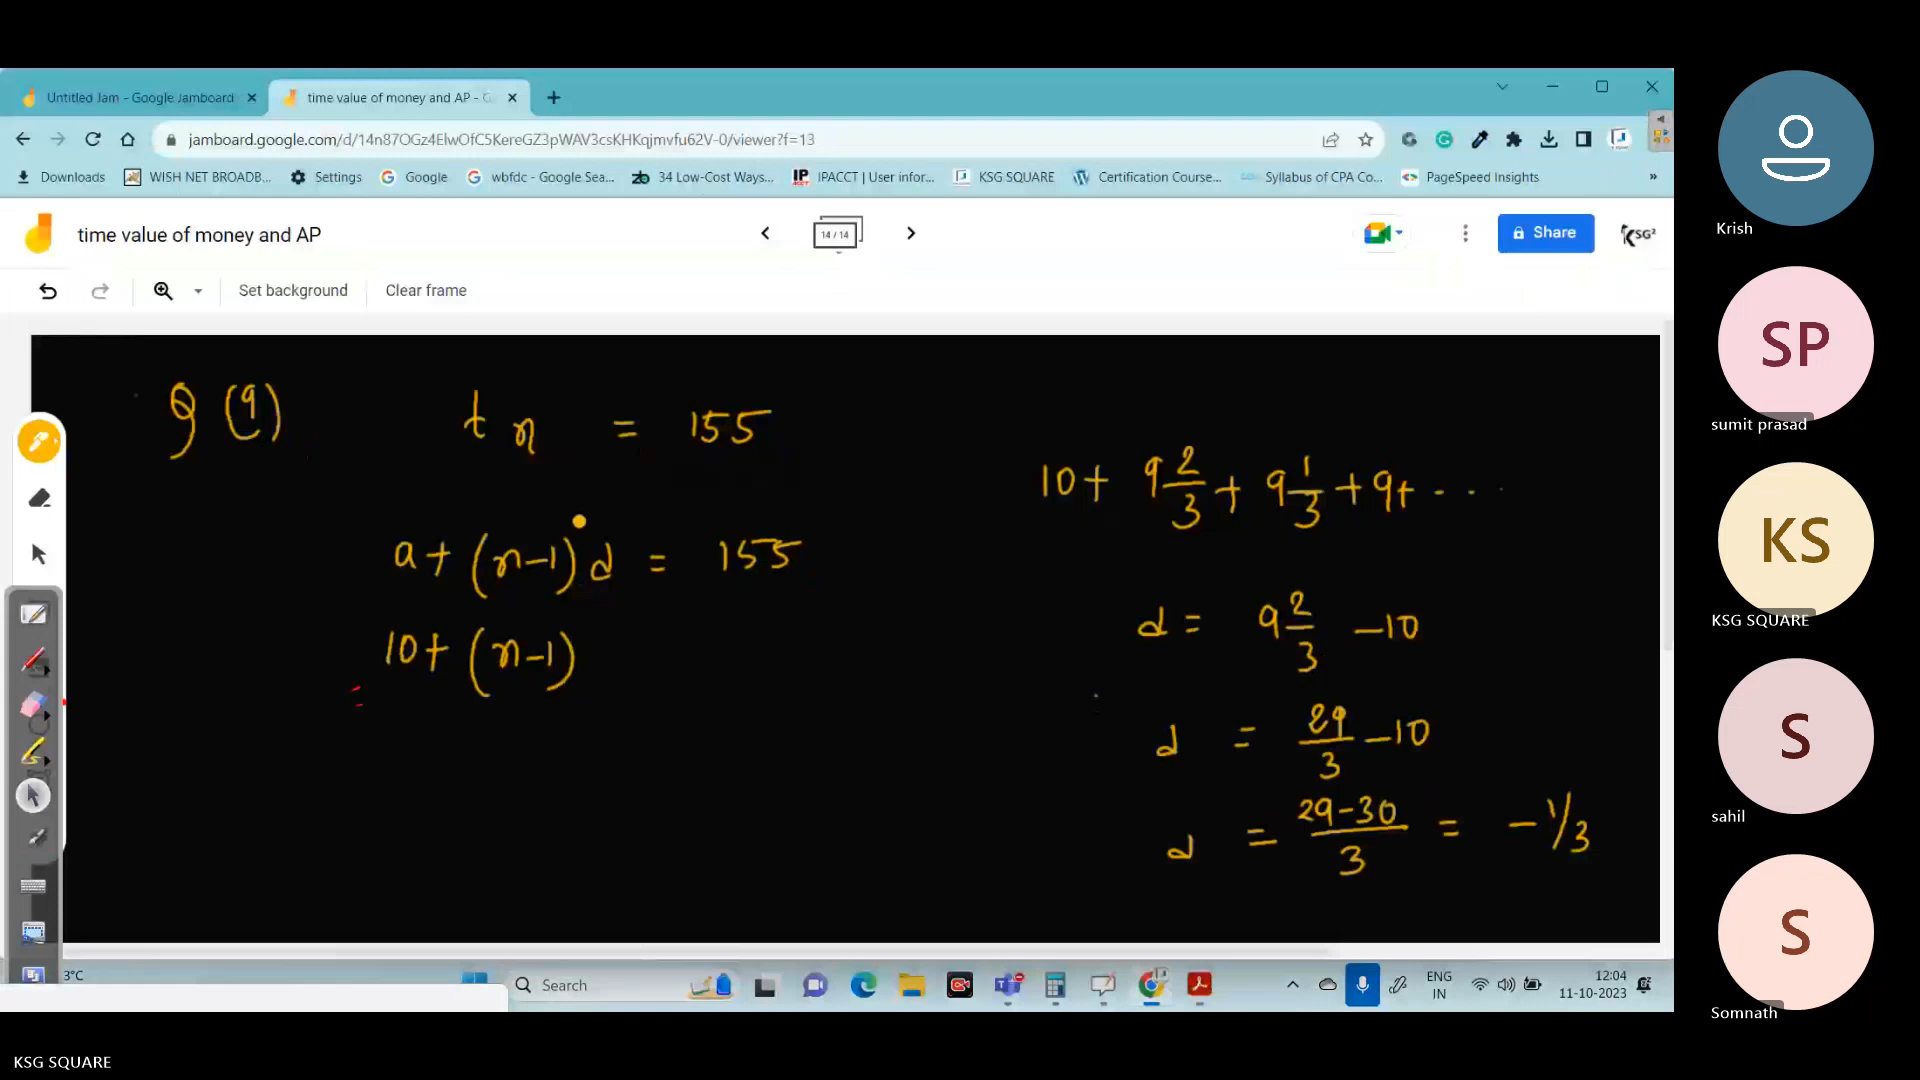 Untitled Jam - Google Jamboard
time value of money and AP - G
jamboard.google.com/d/14n87OGz4ElwOfC5KereGZ3pWAV3csKHKqjmvfu62V-0/viewer?f=13
Downloads WISH NET BROADB... Settings Google wbfdc - Google Sea... 34 Low-Cost Ways... IPACCT | User infor... KSG SQUARE Certification Course... Syllabus of CPA Co... PageSpeed Insights »
time value of money and AP
14 / 14
Share
KSG²
Set background
Clear frame
Q (9) t n = 155
a + (n-1) d = 155
10 + (n-1)
10 + 9 2/3 + 9 1/3 + 9 + ...
d = 9 2/3 - 10
d = 29/3 - 10
d = 29-30/3 = - 1/3
3°C
Search
ENG
IN
12:04
11-10-2023
Krish
SP
sumit prasad
KS
KSG SQUARE
S
sahil
S
Somnath
KSG SQUARE